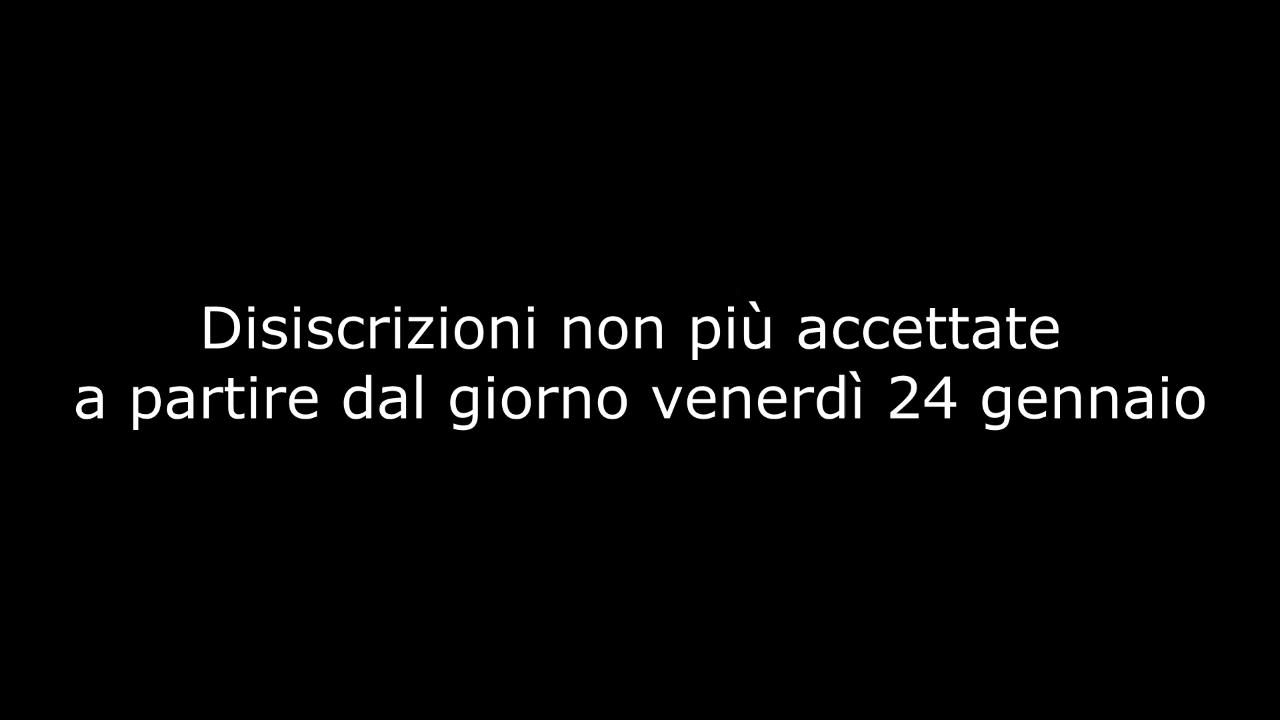 Disiscrizioni non più accettate
a partire dal giorno venerdì 24 gennaio